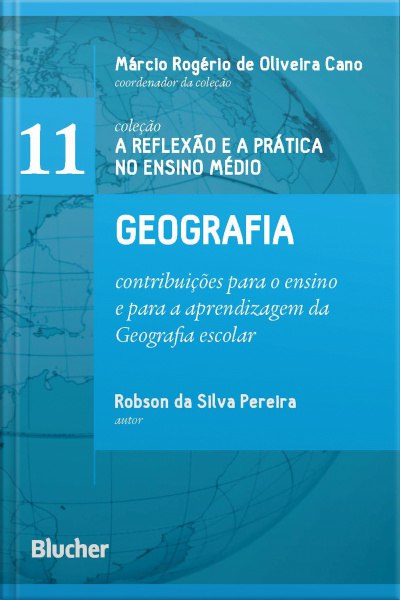 Márcio Rogério de Oliveira Cano
coordenador da coleção
11
coleção
A REFLEXÃO E A PRÁTICA
NO ENSINO MÉDIO
GEOGRAFIA
contribuições para o ensino
e para a aprendizagem da
Geografia escolar
Robson da Silva Pereira
autor
Blucher